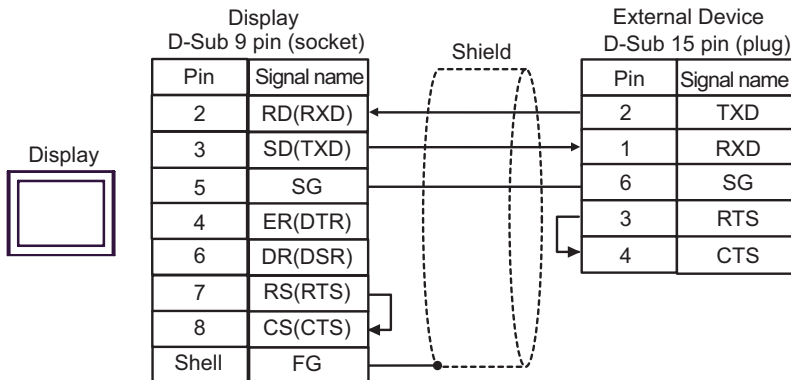 Display
D-Sub 9 pin (socket)
Shield
External Device
D-Sub 15 pin (plug)
Pin Signal name
2 RD(RXD)
3 SD(TXD)
5 SG
4 ER(DTR)
6 DR(DSR)
7 RS(RTS)
8 CS(CTS)
Shell FG
Pin Signal name
2 TXD
1 RXD
6 SG
3 RTS
4 CTS
Display